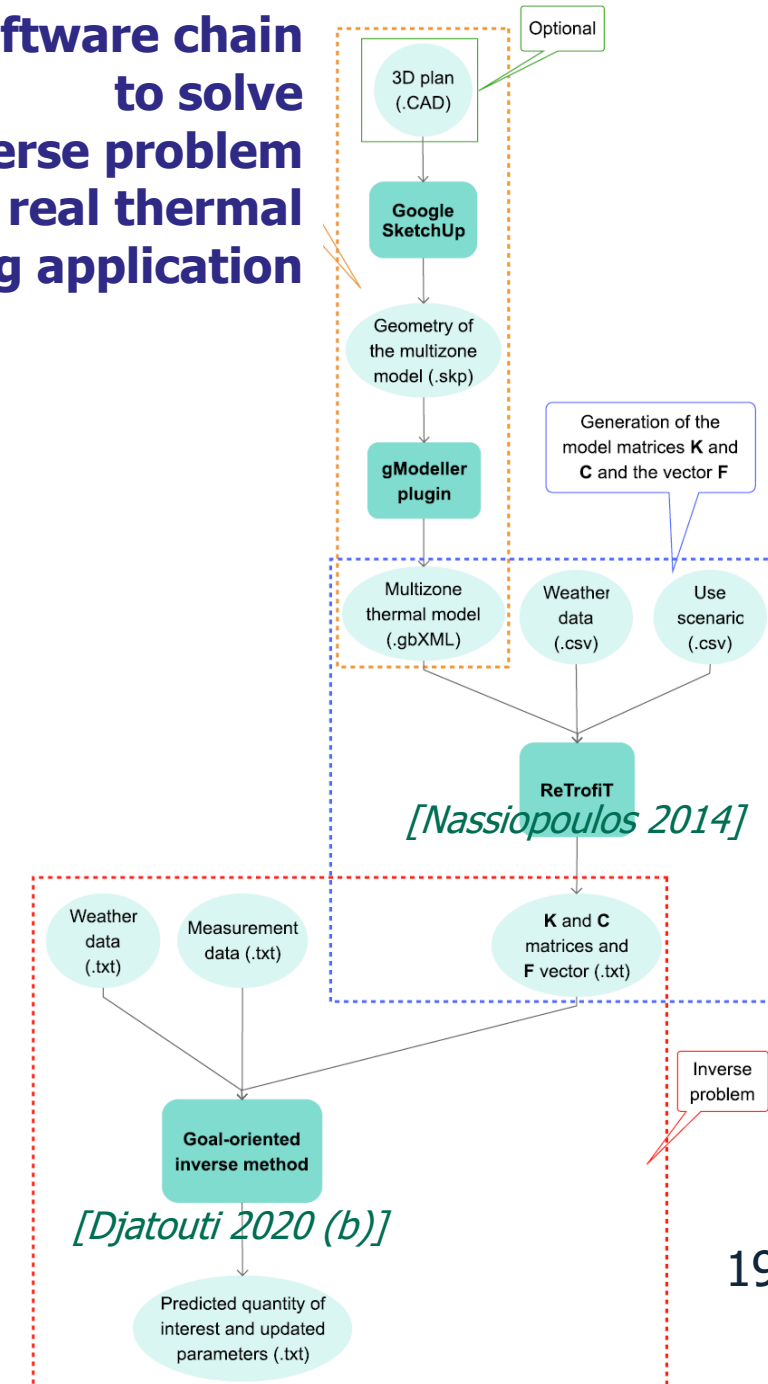 ftware chain
to solve
erse problem
real thermal
g application
Optional
3D plan
(.CAD)
Google
SketchUp
Geometry of
the multizone
model (.skp)
gModeller
plugin
Generation of the
model matrices K and
C and the vector F
Multizone
thermal model
(.gbXML)
Weather
data
(.csv)
Use
scenaric
(.csv)
ReTrofiT
[Nassiopoulos 2014]
Weather
data
(.txt)
Measurement
data (.txt)
K and C
matrices and
F vector (.txt)
Inverse
problem
Goal-oriented
inverse method
[Djatouti 2020 (b)]
19
Predicted quantity of
interest and updated
parameters (.txt)